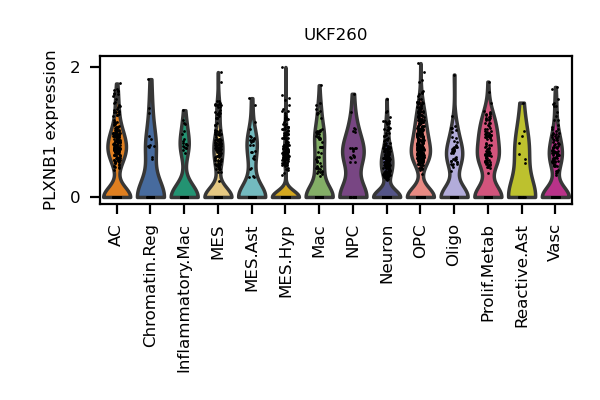 UKF260
PLXNB1 expression
2
0
AC
Chromatin.Reg
Inflammatory.Mac
MES
MES.Ast
MES.Hyp
Mac
NPC
Neuron
OPC
Oligo
Prolif.Metab
Reactive.Ast
Vasc